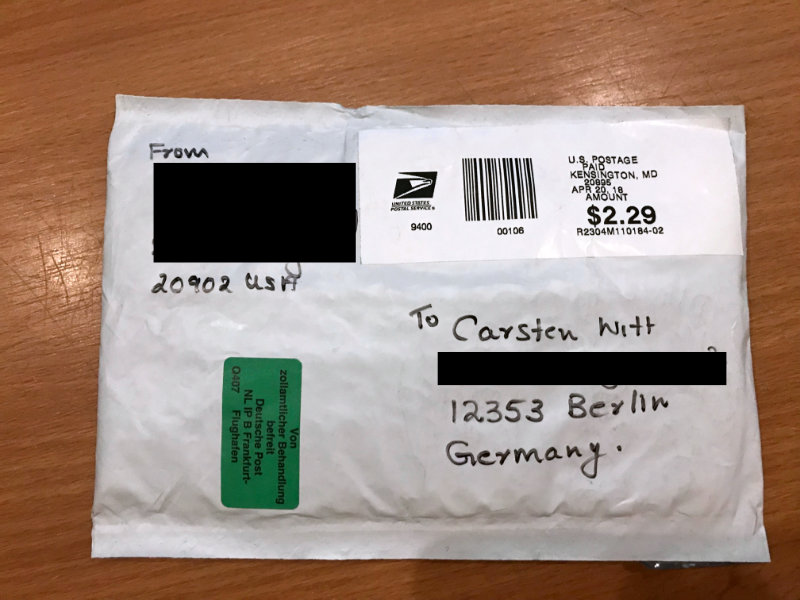 From
20902 USA
UNITED STATES
POSTAL SERVICE®
9400
00106
U.S. POSTAGE
PAID
KENSINGTON, MD
20895
APR 20, 18
AMOUNT
$2.29
R2304M110184-02
To
Carsten Witt
12353 Berlin
Germany.
Von
zollamtlicher Behandlung
befreit
Deutsche Post
NL IP B Frankfurt-
Flughafen
O407